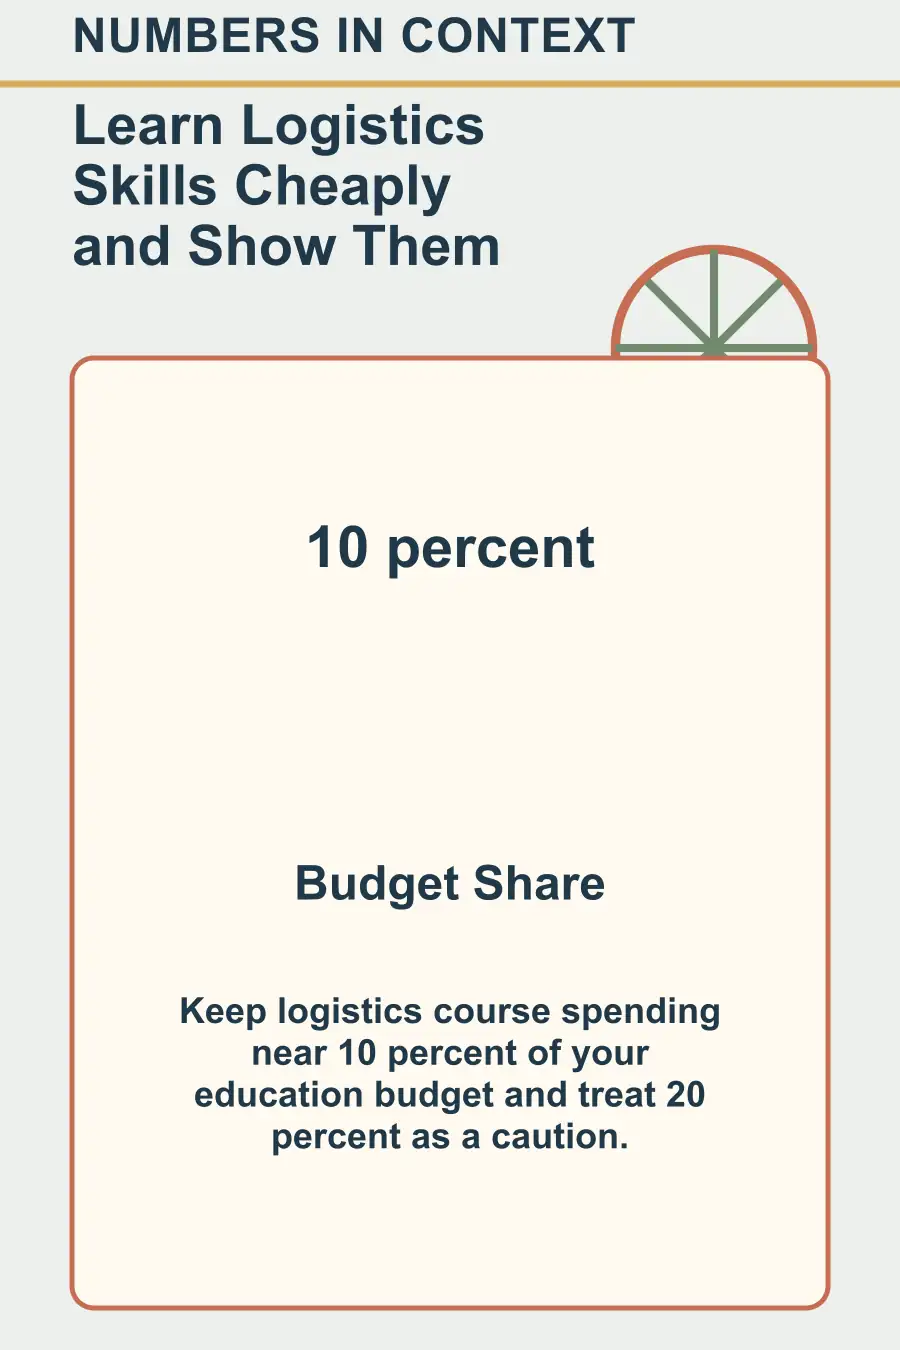 NUMBERS IN CONTEXT
Learn Logistics
Skills Cheaply
and Show Them
10 percent
Budget Share
Keep logistics course spending
near 10 percent of your
education budget and treat 20
percent as a caution.